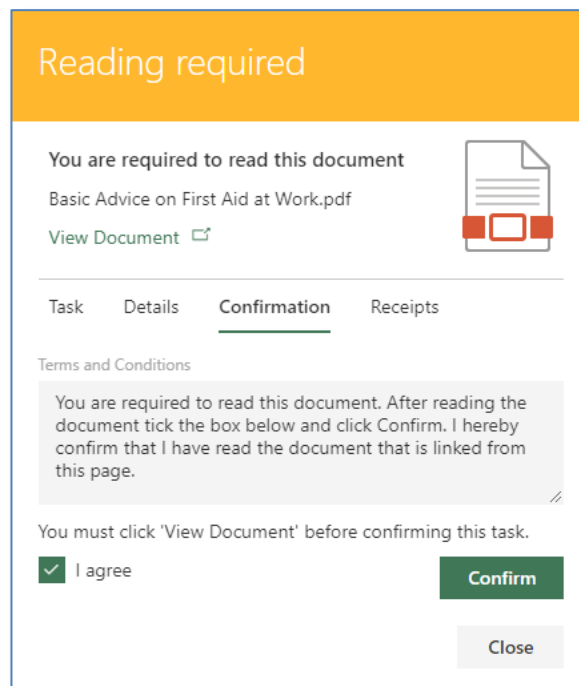 Reading required
You are required to read this document
Basic Advice on First Aid at Work.pdf
View Document
Task Details Confirmation Receipts
Terms and Conditions
You are required to read this document. After reading the
document tick the box below and click Confirm. I hereby
confirm that I have read the document that is linked from
this page.
You must click 'View Document' before confirming this task.
I agree
Confirm
Close